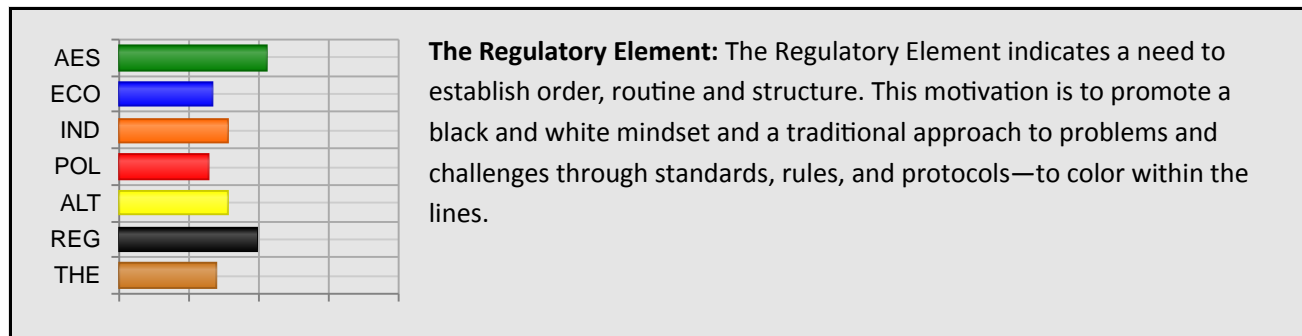 AES
ECO
IND
POL
ALT
REG
THE
The Regulatory Element: The Regulatory Element indicates a need to
establish order, routine and structure. This motivation is to promote a
black and white mindset and a traditional approach to problems and
challenges through standards, rules, and protocols—to color within the
lines.